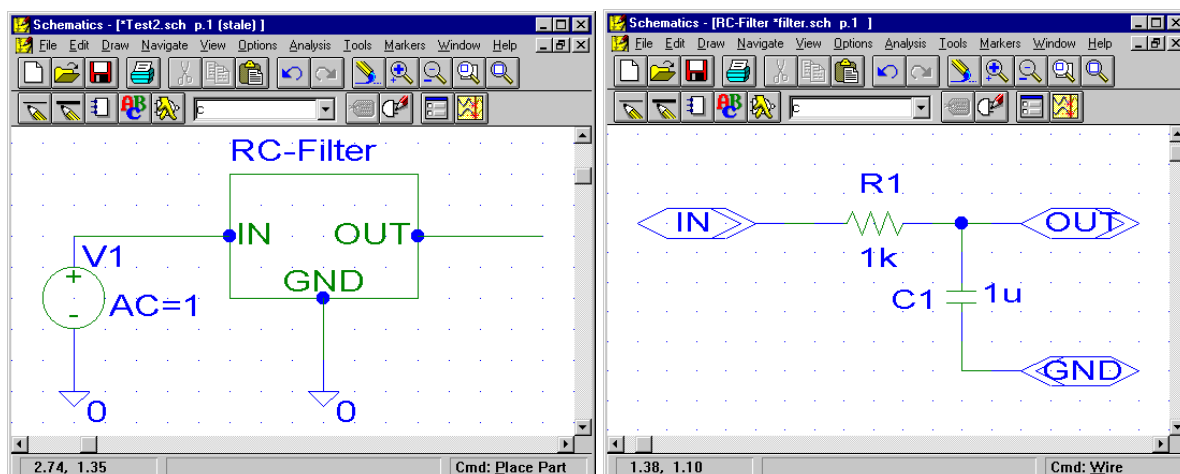 Schematics - [*Test2.sch p.1 (stale) ]
File Edit Draw Navigate View Options Analysis Tools Markers Window Help
ABC
c
RC-Filter
IN OUT
GND
V1
+
AC=1
-
0 0
2.74, 1.35 Cmd: Place Part
Schematics - [RC-Filter *filter.sch p.1 ]
File Edit Draw Navigate View Options Analysis Tools Markers Window Help
ABC
c
R1
IN OUT
1k
C1 1u
GND
1.38, 1.10 Cmd: Wire